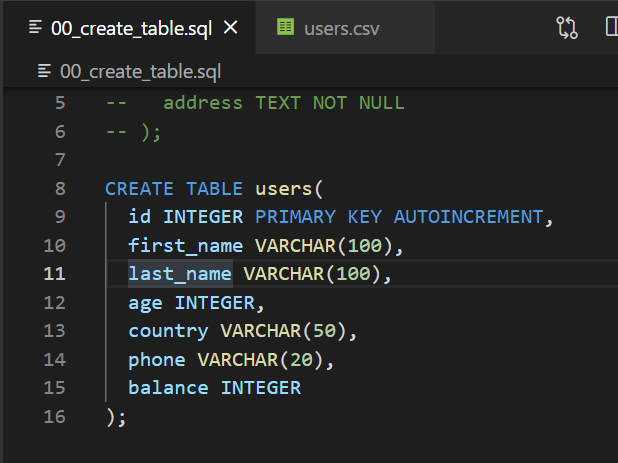 00_create_table.sql users.csv
00_create_table.sql
5 -- address TEXT NOT NULL
6 -- );
7
8 CREATE TABLE users(
9 id INTEGER PRIMARY KEY AUTOINCREMENT,
10 first_name VARCHAR(100),
11 last_name VARCHAR(100),
12 age INTEGER,
13 country VARCHAR(50),
14 phone VARCHAR(20),
15 balance INTEGER
16 );